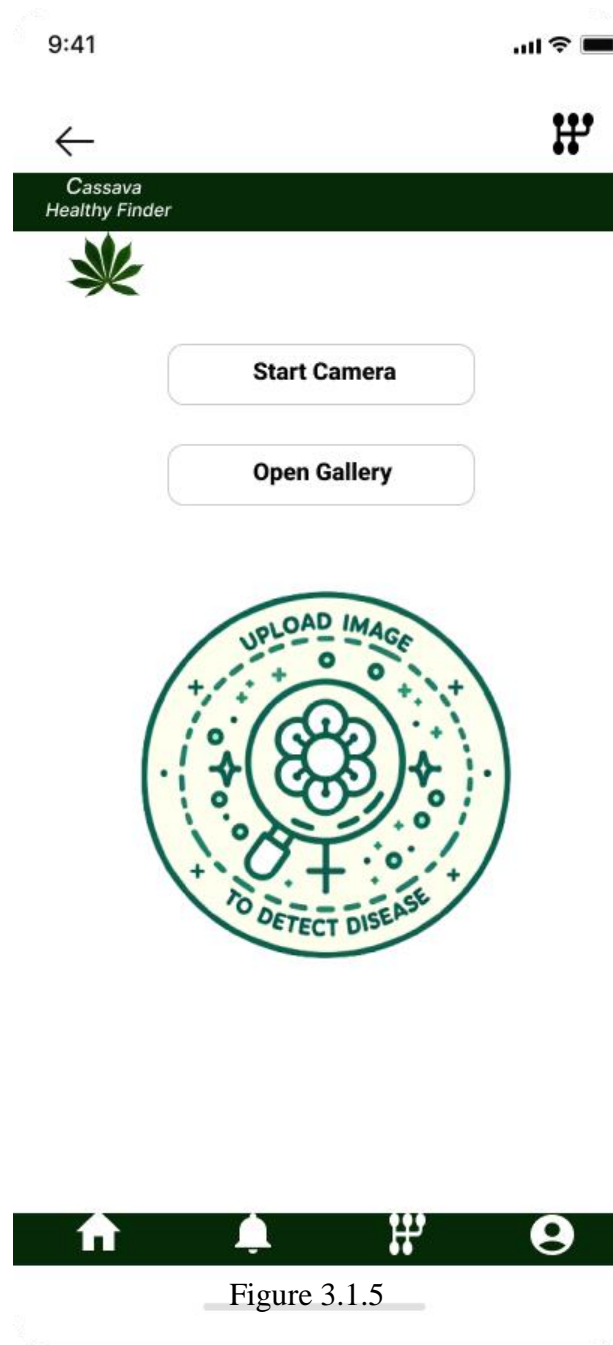 9:41
Cassava
Healthy Finder
Start Camera
Open Gallery
UPLOAD IMAGE
TO DETECT DISEASE
Figure 3.1.5